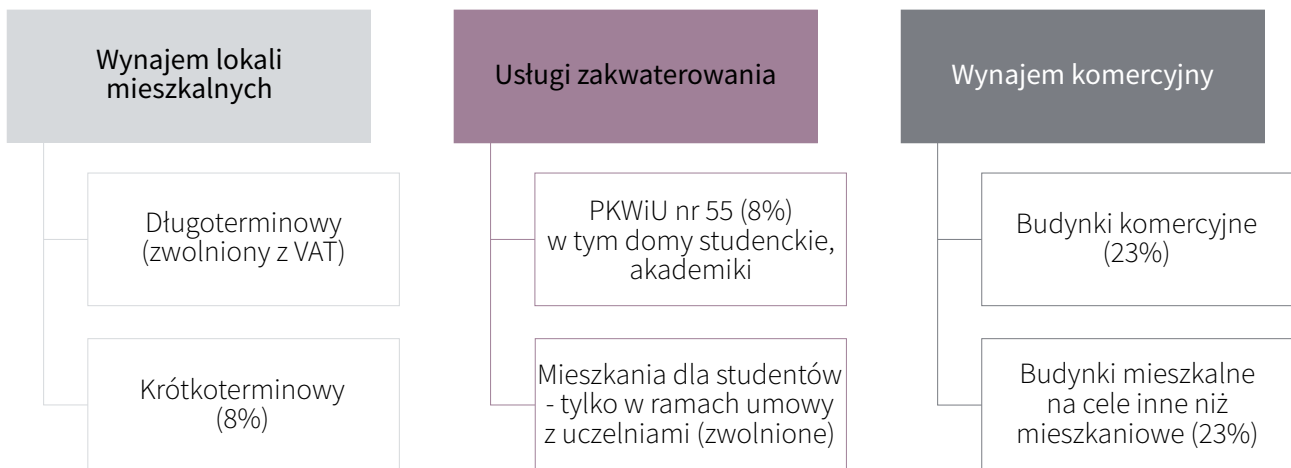 Wynajem lokali
mieszkalnych
Długoterminowy
(zwolniony z VAT)
Krótkoterminowy
(8%)
Usługi zakwaterowania
PKWiU nr 55 (8%)
w tym domy studenckie,
akademiki
Mieszkania dla studentów
- tylko w ramach umowy
z uczelniami (zwolnione)
Wynajem komercyjny
Budynki komercyjne
(23%)
Budynki mieszkalne
na cele inne niż
mieszkaniowe (23%)